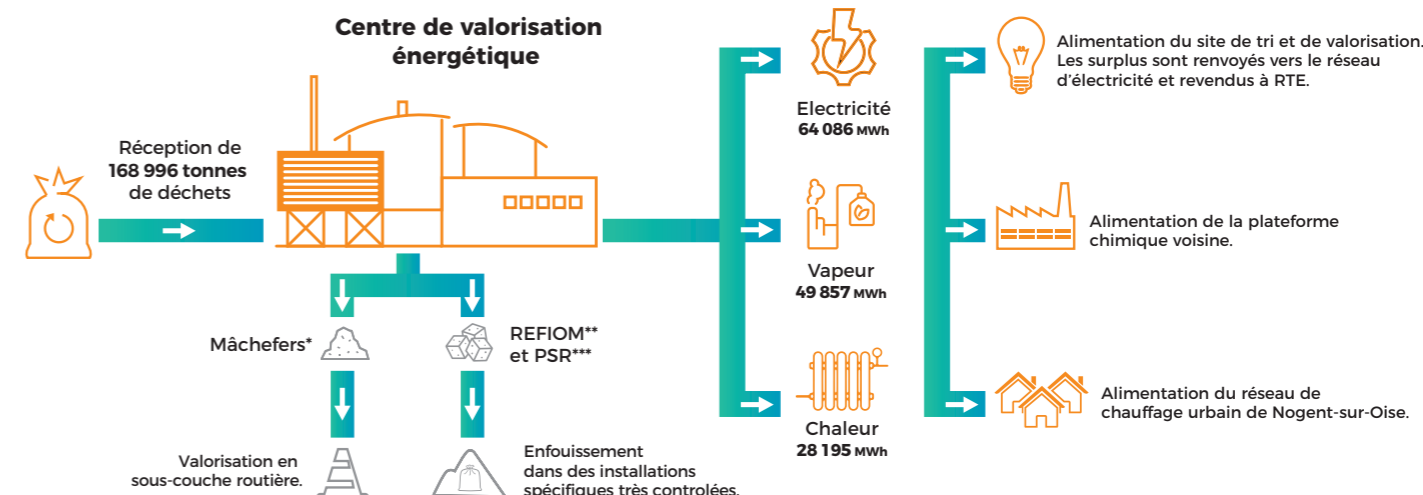 Centre de valorisation
énergétique
Réception de
168 996 tonnes
de déchets
Mâchefers*
REFIOM**
et PSR***
Valorisation en
sous-couche routière.
Enfouissement
dans des installations
spécifiques très controlées.
Electricité
64 086 MWh
Vapeur
49 857 MWh
Chaleur
28 195 MWh
Alimentation du site de tri et de valorisation.
Les surplus sont renvoyés vers le réseau
d'électricité et revendus à RTE.
Alimentation de la plateforme
chimique voisine.
Alimentation du réseau de
chauffage urbain de Nogent-sur-Oise.